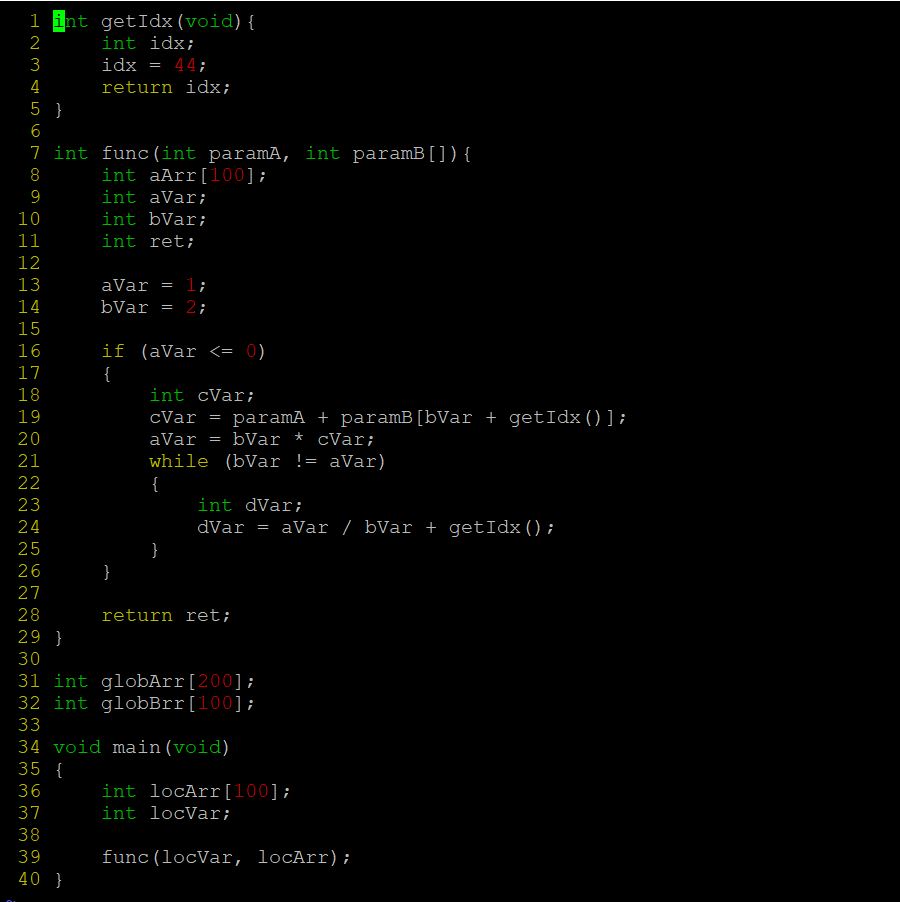 1 int getIdx(void){
2     int idx;
3     idx = 44;
4     return idx;
5 }
6
7 int func(int paramA, int paramB[]){
8     int aArr[100];
9     int aVar;
10     int bVar;
11     int ret;
12
13     aVar = 1;
14     bVar = 2;
15
16     if (aVar <= 0)
17     {
18         int cVar;
19         cVar = paramA + paramB[bVar + getIdx()];
20         aVar = bVar * cVar;
21         while (bVar != aVar)
22         {
23             int dVar;
24             dVar = aVar / bVar + getIdx();
25         }
26     }
27
28     return ret;
29 }
30
31 int globArr[200];
32 int globBrr[100];
33
34 void main(void)
35 {
36     int locArr[100];
37     int locVar;
38
39     func(locVar, locArr);
40 }